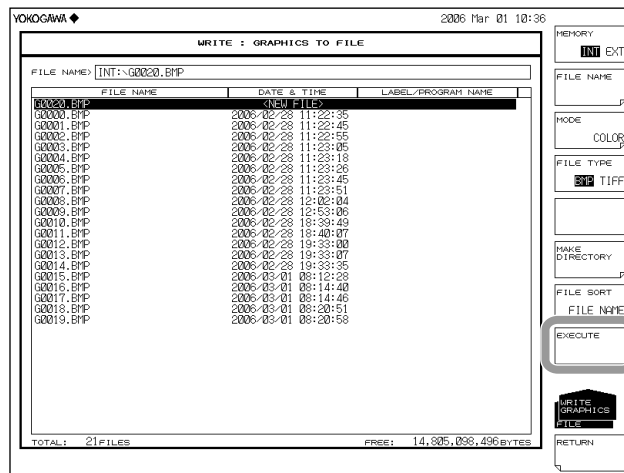 YOKOGAWA ◆ 2006 Mar 01 10:36
WRITE : GRAPHICS TO FILE
FILE NAME> INT:\G0020.BMP
FILE NAME DATE & TIME LABEL/PROGRAM NAME
G0020.BMP <NEW FILE>
G0000.BMP 2006/02/28 11:22:35
G0001.BMP 2006/02/28 11:22:45
G0002.BMP 2006/02/28 11:22:55
G0003.BMP 2006/02/28 11:23:05
G0004.BMP 2006/02/28 11:23:18
G0005.BMP 2006/02/28 11:23:26
G0006.BMP 2006/02/28 11:23:45
G0007.BMP 2006/02/28 11:23:51
G0008.BMP 2006/02/28 12:02:04
G0009.BMP 2006/02/28 12:53:06
G0010.BMP 2006/02/28 18:39:49
G0011.BMP 2006/02/28 18:40:07
G0012.BMP 2006/02/28 19:33:00
G0013.BMP 2006/02/28 19:33:07
G0014.BMP 2006/02/28 19:33:35
G0015.BMP 2006/03/01 08:12:28
G0016.BMP 2006/03/01 08:14:40
G0017.BMP 2006/03/01 08:14:46
G0018.BMP 2006/03/01 08:20:51
G0019.BMP 2006/03/01 08:20:58
TOTAL: 21 FILES FREE: 14,805,098,496 BYTES
MEMORY
INT EXT
FILE NAME
MODE
COLOR
FILE TYPE
BMP TIFF
MAKE
DIRECTORY
FILE SORT
FILE NAME
EXECUTE
WRITE
GRAPHICS
FILE
RETURN